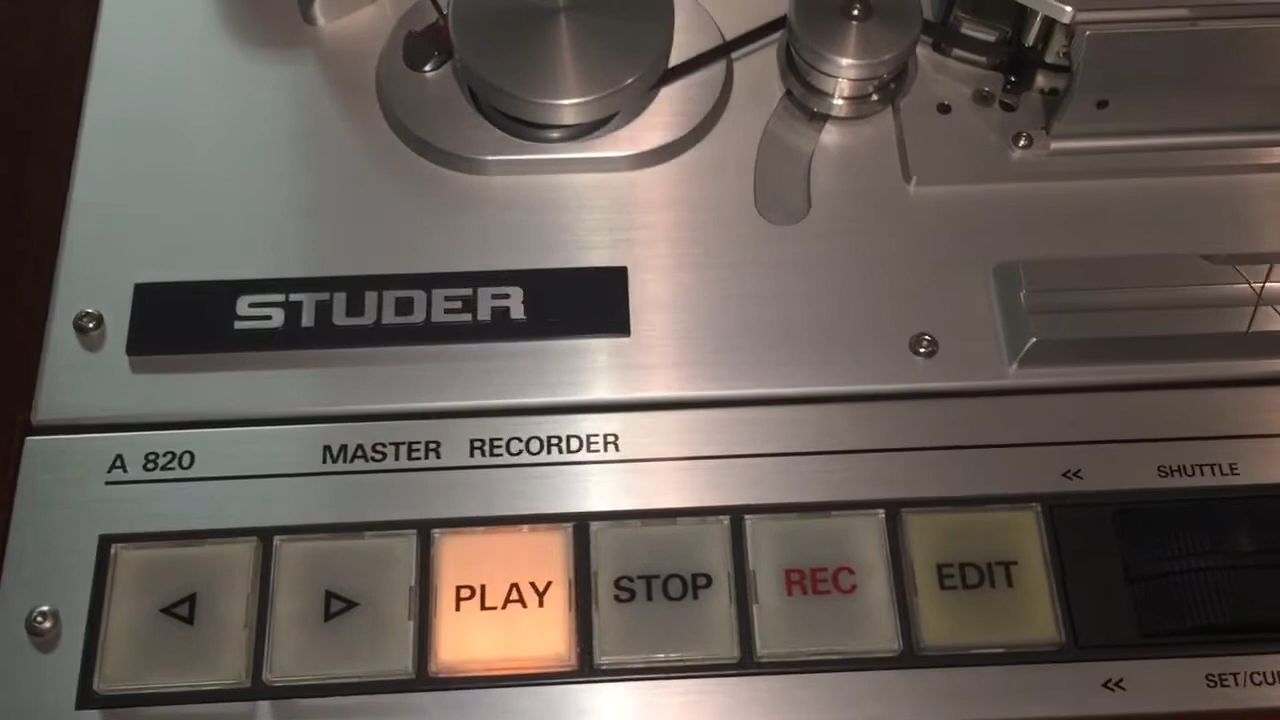 STUDER
A 820 MASTER RECORDER
<< SHUTTLE
PLAY STOP REC EDIT
<<